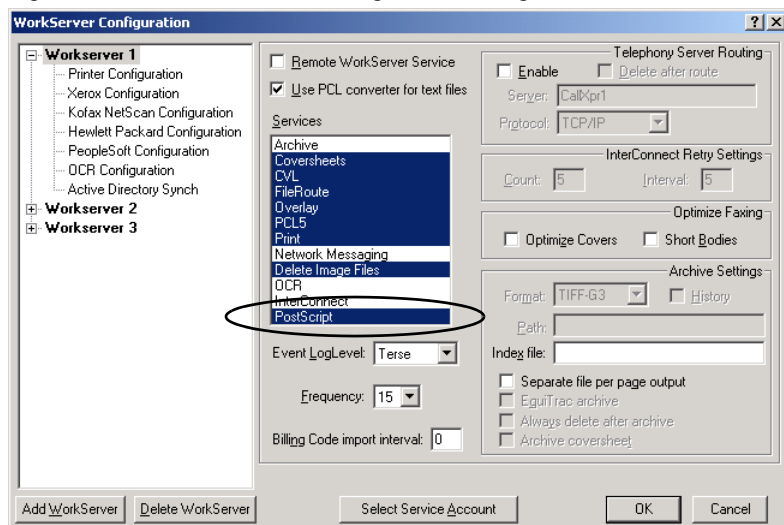 WorkServer Configuration
Workserver 1
Printer Configuration
Xerox Configuration
Kofax NetScan Configuration
Hewlett Packard Configuration
PeopleSoft Configuration
OCR Configuration
Active Directory Synch
Workserver 2
Workserver 3
Add WorkServer
Delete WorkServer
Remote WorkServer Service
Use PCL converter for text files
Services
Archive
Coversheets
CVL
FileRoute
Overlay
PCL5
Print
Network Messaging
Delete Image Files
OCR
InterConnect
PostScript
Event LogLevel: Terse
Frequency: 15
Billing Code import interval: 0
Select Service Account
Telephony Server Routing
Enable Delete after route
Server: CallXpr1
Protocol: TCP/IP
InterConnect Retry Settings
Count: 5 Interval: 5
Optimize Faxing
Optimize Covers Short Bodies
Archive Settings
Format: TIFF-G3 History
Path:
Index file:
Separate file per page output
EquiTrac archive
Always delete after archive
Archive coversheet
OK Cancel